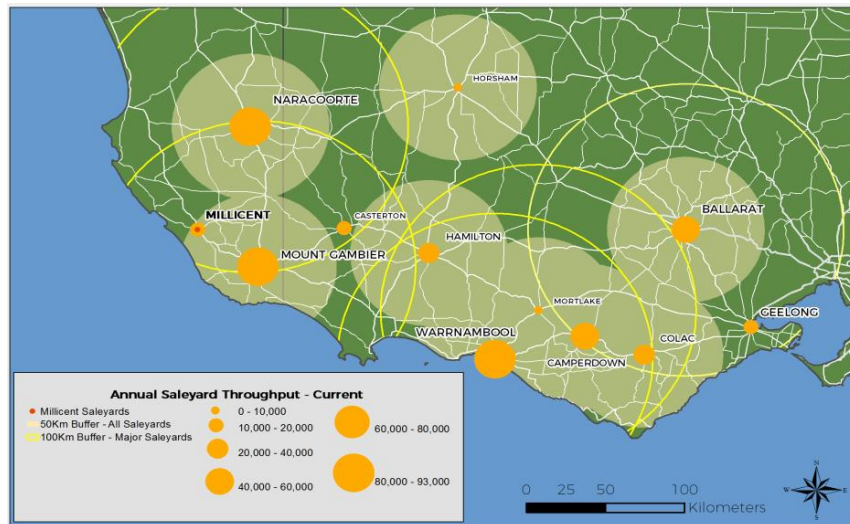 HORSHAM
NARACOORTE
MILLICENT
CASTERTON
BALLARAT
HAMILTON
MOUNT GAMBIER
MORTLAKE
GEELONG
WARRNAMBOOL
COLAC
CAMPERDOWN
Annual Saleyard Throughput - Current
Millicent Saleyards
50Km Buffer - All Saleyards
100Km Buffer - Major Saleyards
0 - 10,000
10,000 - 20,000
20,000 - 40,000
40,000 - 60,000
60,000 - 80,000
80,000 - 93,000
0 25 50 100
Kilometers
N
W E
S